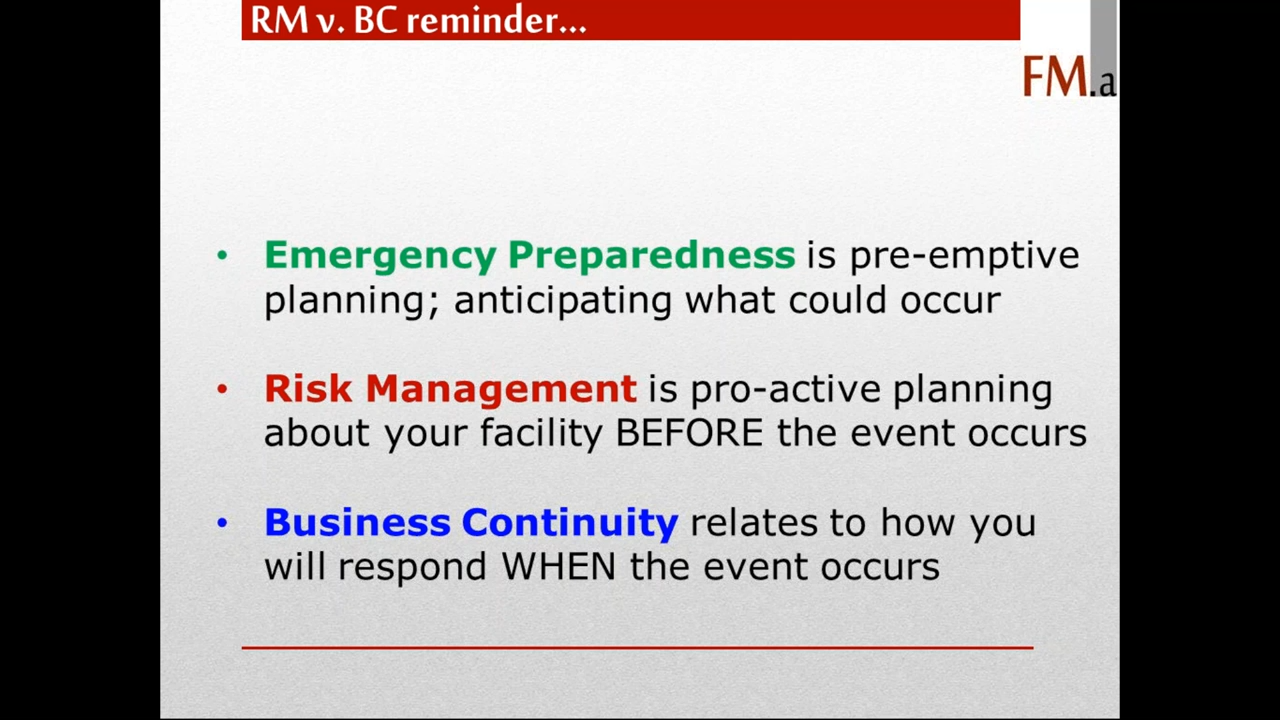 RM v. BC reminder...
FM.a
• Emergency Preparedness is pre-emptive
planning; anticipating what could occur
• Risk Management is pro-active planning
about your facility BEFORE the event occurs
• Business Continuity relates to how you
will respond WHEN the event occurs